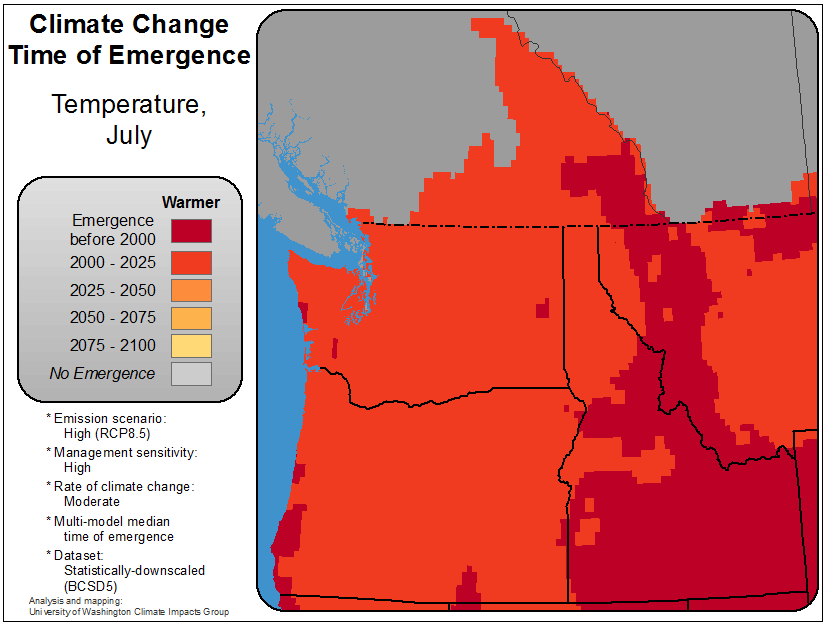 Climate Change
Time of Emergence
Temperature,
July
Warmer
Emergence
before 2000
2000 - 2025
2025 - 2050
2050 - 2075
2075 - 2100
No Emergence
* Emission scenario:
High (RCP8.5)
* Management sensitivity:
High
* Rate of climate change:
Moderate
* Multi-model median
time of emergence
* Dataset:
Statistically-downscaled
(BCSD5)
Analysis and mapping:
University of Washington Climate Impacts Group